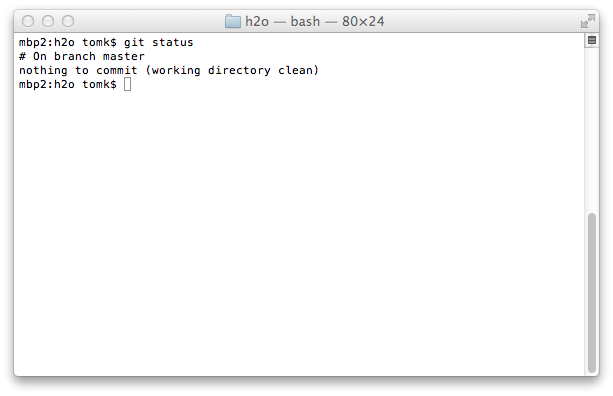 h2o — bash — 80×24
mbp2:h2o tomk$ git status
# On branch master
nothing to commit (working directory clean)
mbp2:h2o tomk$